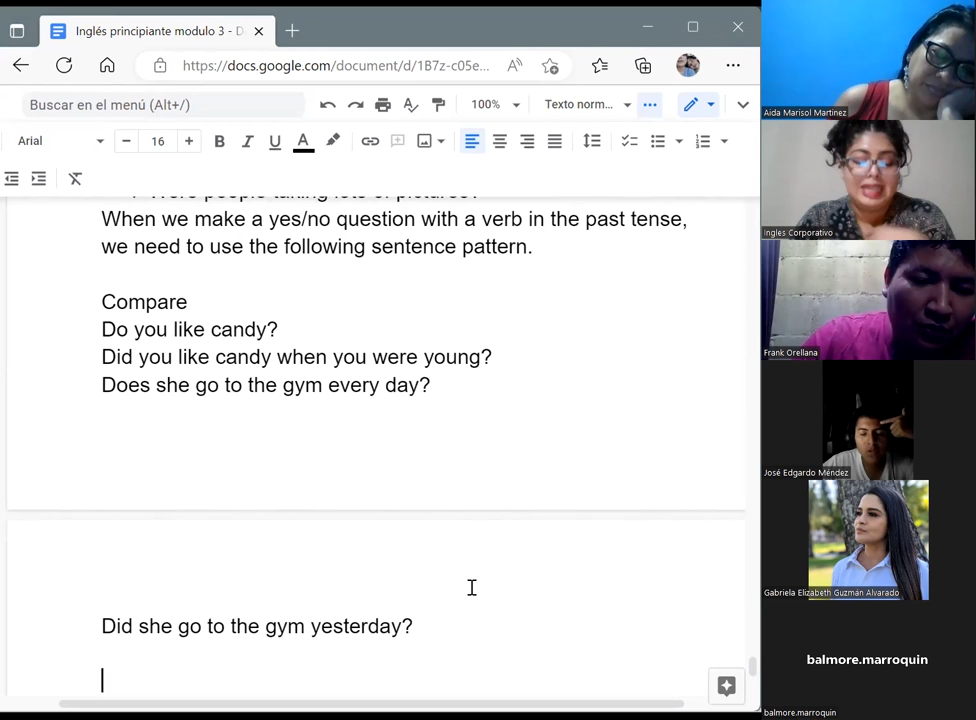 Inglés principiante modulo 3 - D
https://docs.google.com/document/d/1B7z-c05e...
Buscar en el menú (Alt+/)
100%
Texto norm...
Arial
16
B I U A
When we make a yes/no question with a verb in the past tense,
we need to use the following sentence pattern.
Compare
Do you like candy?
Did you like candy when you were young?
Does she go to the gym every day?
Did she go to the gym yesterday?
Aida Marisol Martinez
Ingles Corporativo
Frank Orellana
José Edgardo Méndez
Gabriela Elizabeth Guzmán Alvarado
balmore.marroquin
balmore.marroquin